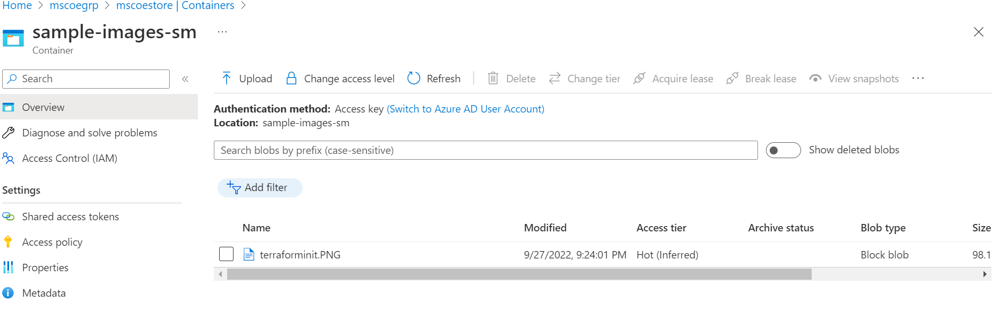 Home > mscoegrp > mscoestore | Containers >
sample-images-sm ...
Container
Search «
Overview
Diagnose and solve problems
Access Control (IAM)
Settings
Shared access tokens
Access policy
Properties
Metadata
Upload Change access level Refresh Delete Change tier Acquire lease Break lease View snapshots ...
Authentication method: Access key (Switch to Azure AD User Account)
Location: sample-images-sm
Search blobs by prefix (case-sensitive) Show deleted blobs
Add filter
Name Modified Access tier Archive status Blob type Size
terraforminit.PNG 9/27/2022, 9:24:01 PM Hot (Inferred) Block blob 98.1